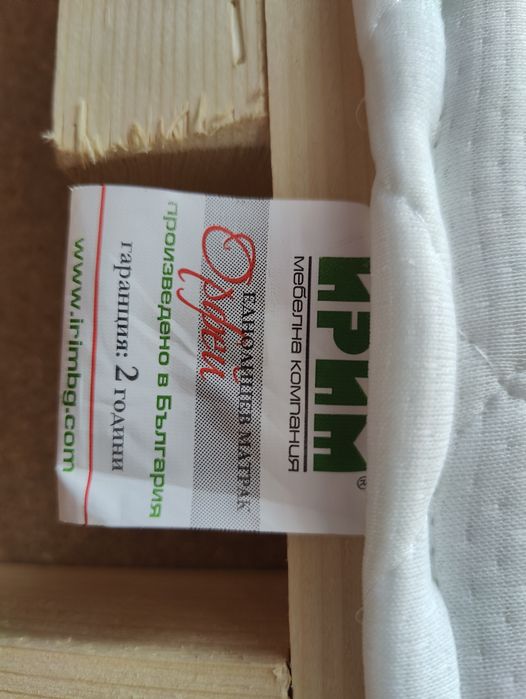 ИРИМ®
мебелна компания
ЕДНОЛИЦЕВ МАТРАК
Орфей
произведено в България
гаранция: 2 години
www.irimbg.com